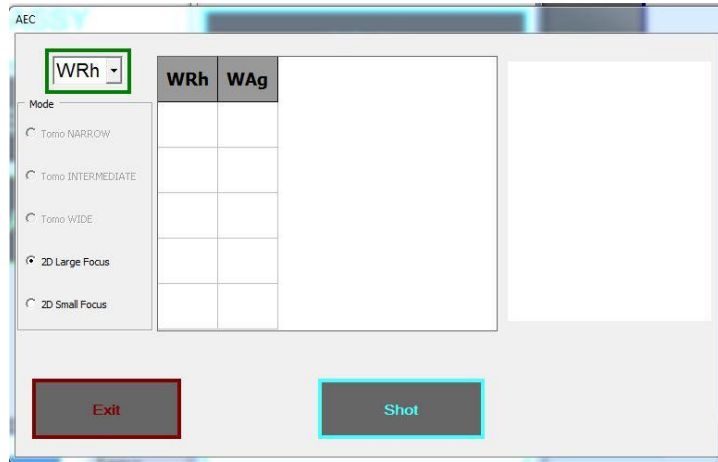 AEC
WRh
WRh WAg
Mode
Tomo NARROW
Tomo INTERMEDIATE
Tomo WIDE
2D Large Focus
2D Small Focus
Exit
Shot